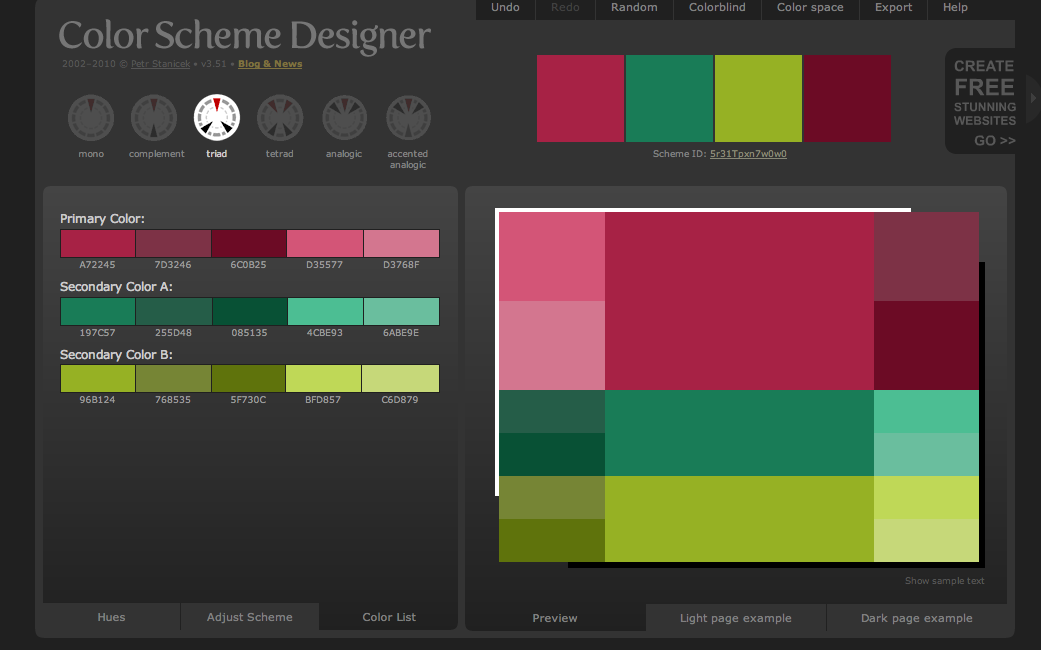 Undo Redo Random Colorblind Color space Export Help
Color Scheme Designer
2002–2010 © Petr Stanicek • v3.51 • Blog & News
mono complement triad tetrad analogic accented
analogic
Scheme ID: 5r31Tpxn7w0w0
CREATE
FREE
STUNNING
WEBSITES
GO >>
Primary Color:
A72245 7D3246 6C0B25 D35577 D3768F
Secondary Color A:
197C57 255D48 085135 4CBE93 6ABE9E
Secondary Color B:
96B124 768535 5F730C BFD857 C6D879
Show sample text
Hues Adjust Scheme Color List
Preview Light page example Dark page example